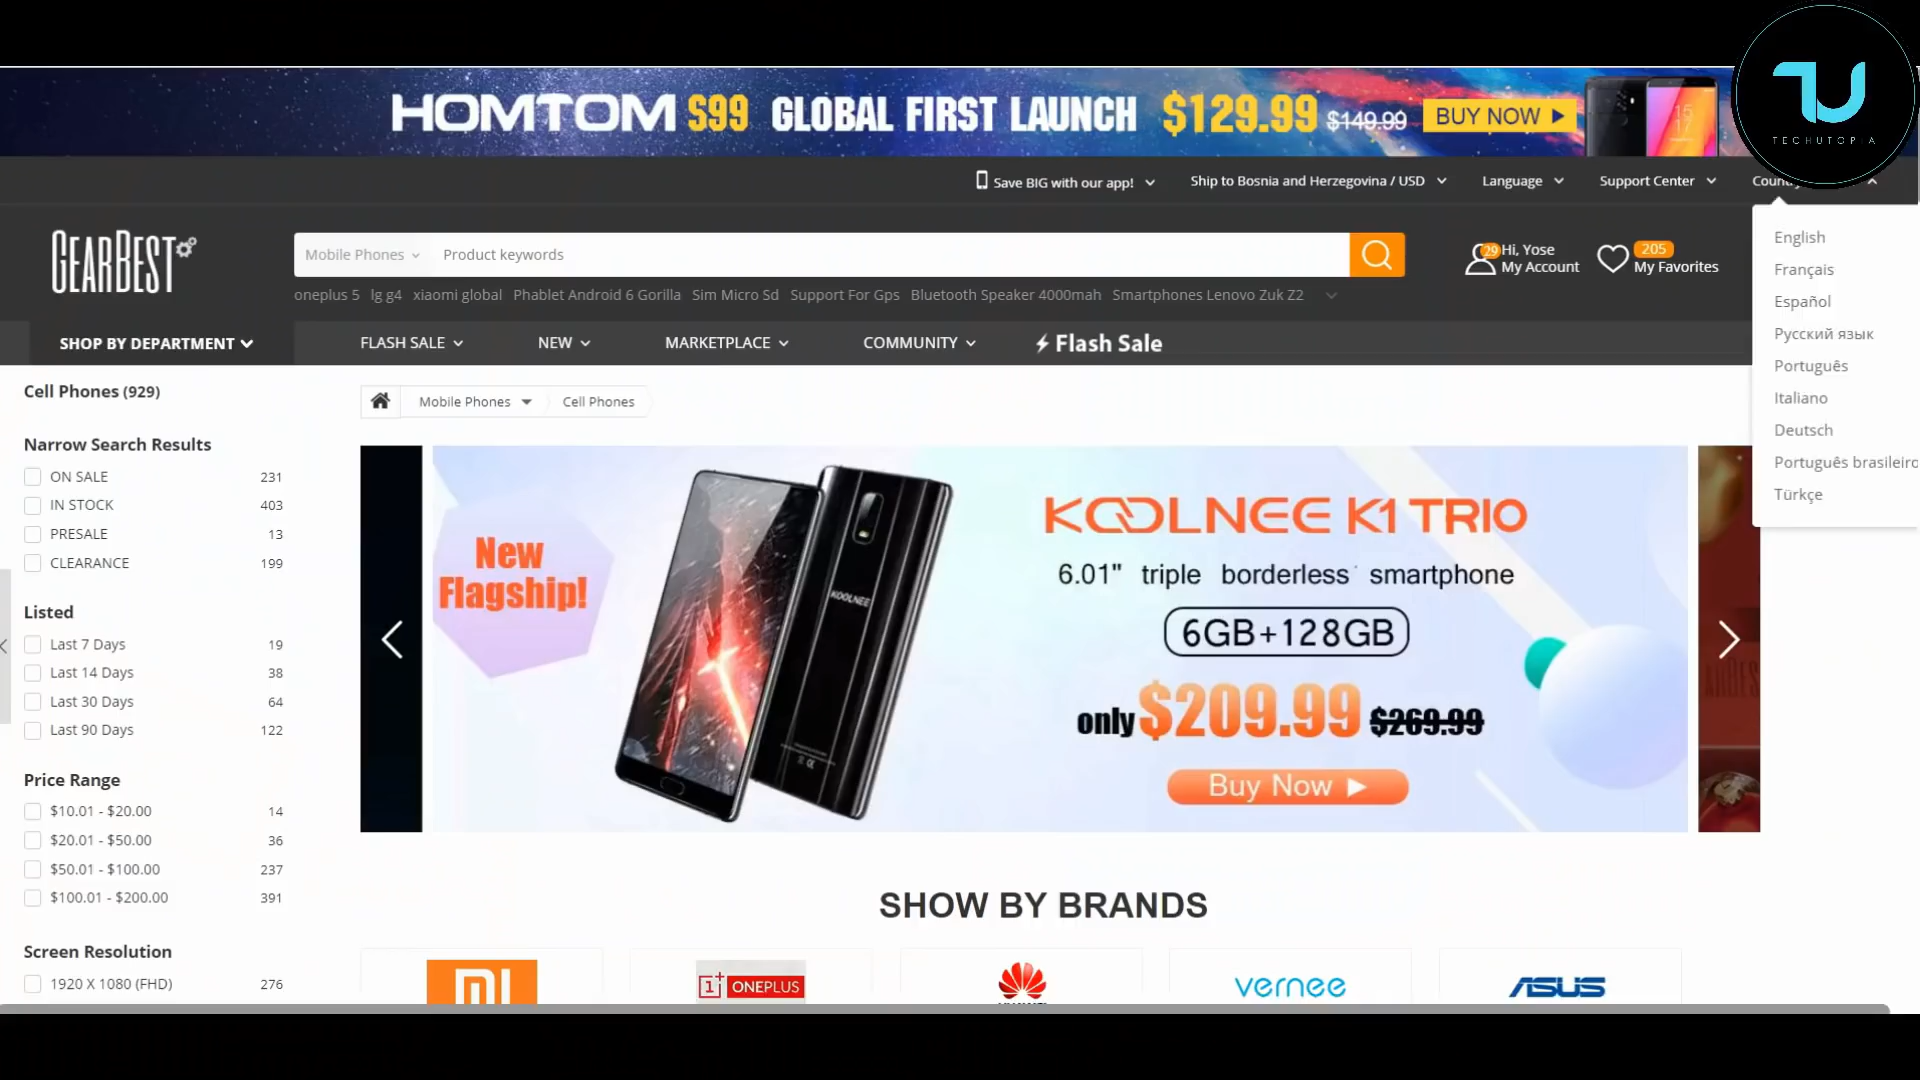 HOMTOM S99 GLOBAL FIRST LAUNCH $129.99 $149.99 BUY NOW
TECHUTOPIA
Save BIG with our app! Ship to Bosnia and Herzegovina / USD Language Support Center
English
Français
Español
Русский язык
Português
Italiano
Deutsch
Português brasileiro
Türkçe
GEARBEST
Mobile Phones Product keywords
29 Hi, Yose
My Account
205
My Favorites
oneplus 5 lg g4 xiaomi global Phablet Android 6 Gorilla Sim Micro Sd Support For Gps Bluetooth Speaker 4000mah Smartphones Lenovo Zuk Z2
SHOP BY DEPARTMENT FLASH SALE NEW MARKETPLACE COMMUNITY Flash Sale
Cell Phones (929)
Narrow Search Results
ON SALE 231
IN STOCK 403
PRESALE 13
CLEARANCE 199
Listed
Last 7 Days 19
Last 14 Days 38
Last 30 Days 64
Last 90 Days 122
Price Range
$10.01 - $20.00 14
$20.01 - $50.00 36
$50.01 - $100.00 237
$100.01 - $200.00 391
Screen Resolution
1920 X 1080 (FHD) 276
Mobile Phones Cell Phones
New
Flagship!
KOOLNEE
KOOLNEE K1 TRIO
6.01" triple borderless smartphone
6GB+128GB
only $209.99 $269.99
Buy Now
SHOW BY BRANDS
MI
ONEPLUS
vernee
ASUS